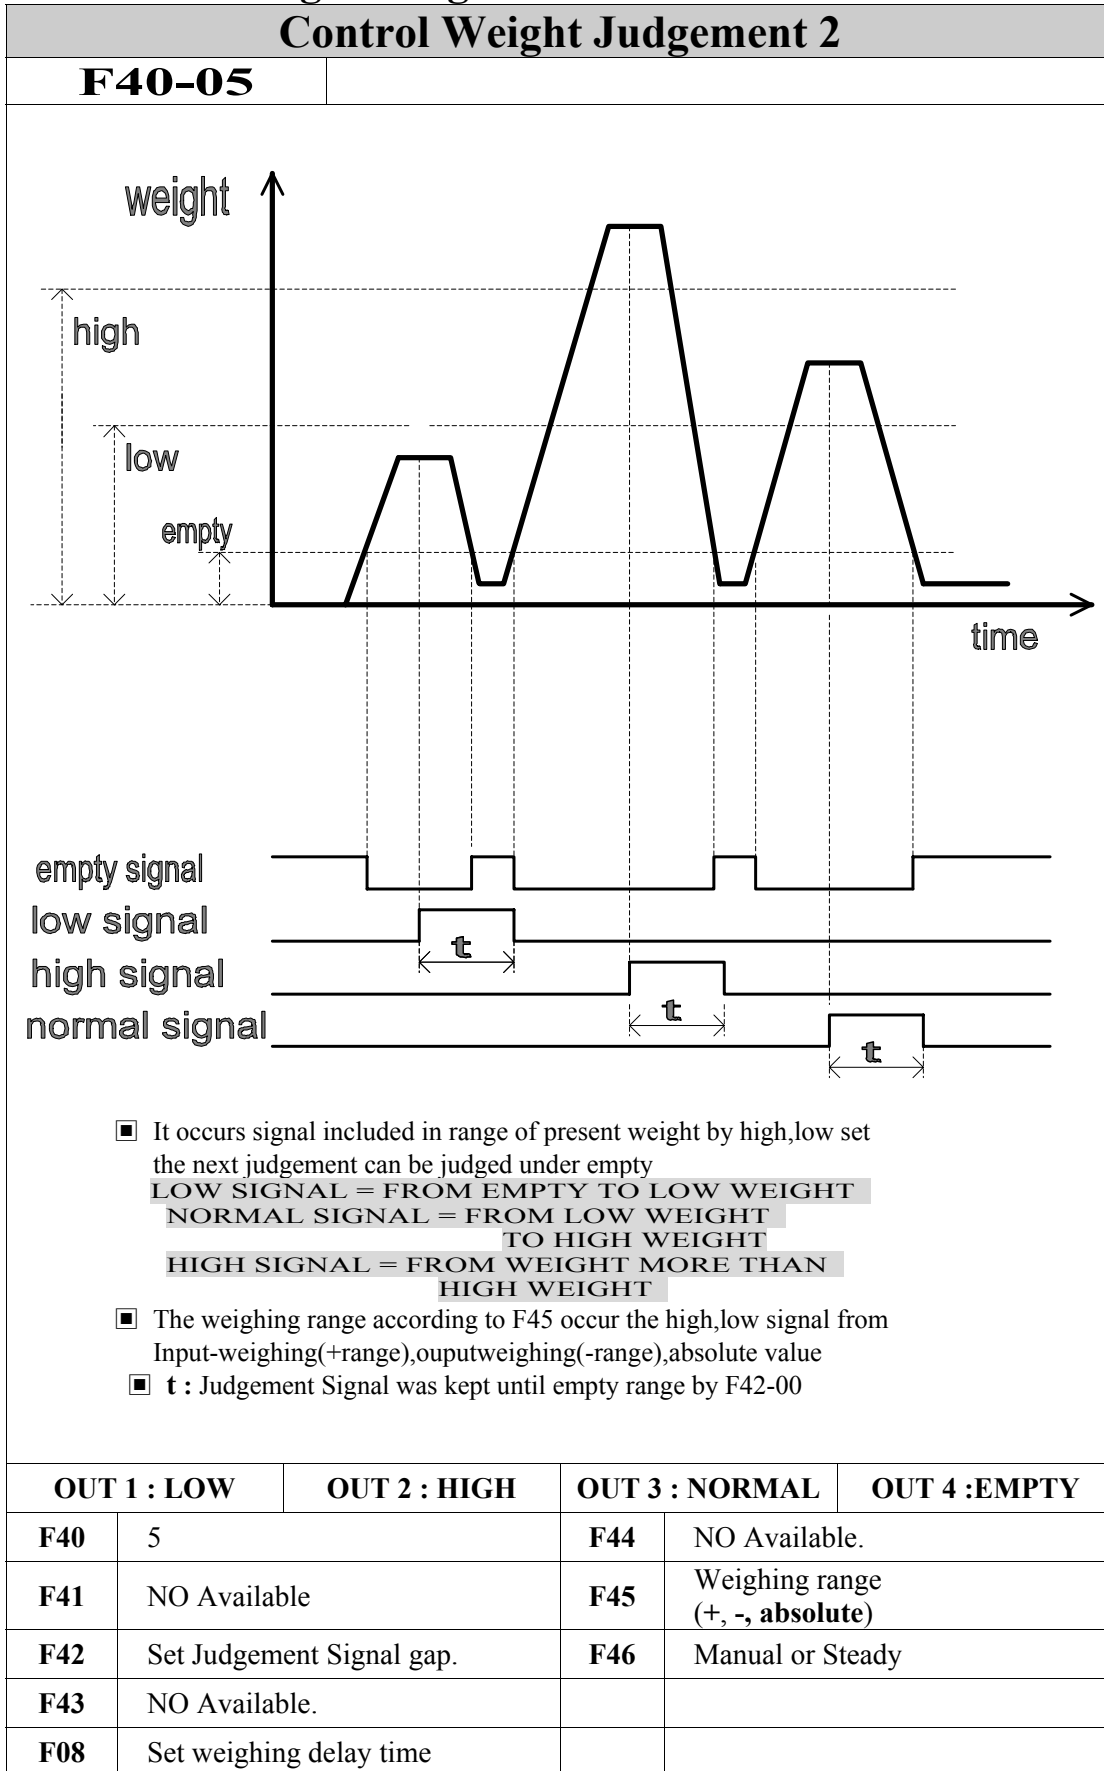 Control Weight Judgement 2
F40-05
weight
high
low
empty
time
empty signal
low signal
t
high signal
t
normal signal
t
▣ It occurs signal included in range of present weight by high,low set
the next judgement can be judged under empty
LOW SIGNAL = FROM EMPTY TO LOW WEIGHT
NORMAL SIGNAL = FROM LOW WEIGHT
TO HIGH WEIGHT
HIGH SIGNAL = FROM WEIGHT MORE THAN
HIGH WEIGHT
▣ The weighing range according to F45 occur the high,low signal from
Input-weighing(+range),ouputweighing(-range),absolute value
▣ t : Judgement Signal was kept until empty range by F42-00
OUT 1 : LOW OUT 2 : HIGH OUT 3 : NORMAL OUT 4 :EMPTY
F40 5 F44 NO Available.
F41 NO Available F45 Weighing range
(+, -, absolute)
F42 Set Judgement Signal gap. F46 Manual or Steady
F43 NO Available.
F08 Set weighing delay time